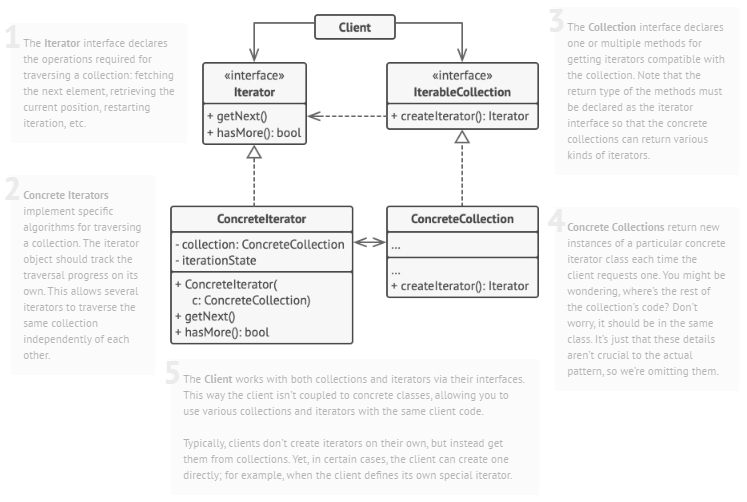 Client
1
The Iterator interface declares
the operations required for
traversing a collection: fetching
the next element, retrieving the
current position, restarting
iteration, etc.
«interface»
Iterator
+ getNext()
+ hasMore(): bool
«interface»
IterableCollection
+ createIterator(): Iterator
3
The Collection interface declares
one or multiple methods for
getting iterators compatible with
the collection. Note that the
return type of the methods must
be declared as the iterator
interface so that the concrete
collections can return various
kinds of iterators.
2
Concrete Iterators
implement specific
algorithms for traversing
a collection. The iterator
object should track the
traversal progress on its
own. This allows several
iterators to traverse the
same collection
independently of each
other.
ConcreteIterator
- collection: ConcreteCollection
- iterationState
+ ConcreteIterator(
c: ConcreteCollection)
+ getNext()
+ hasMore(): bool
ConcreteCollection
...
...
+ createIterator(): Iterator
4
Concrete Collections return new
instances of a particular concrete
iterator class each time the
client requests one. You might be
wondering, where's the rest of
the collection's code? Don't
worry, it should be in the same
class. It's just that these details
aren't crucial to the actual
pattern, so we're omitting them.
5
The Client works with both collections and iterators via their interfaces.
This way the client isn't coupled to concrete classes, allowing you to
use various collections and iterators with the same client code.
Typically, clients don't create iterators on their own, but instead get
them from collections. Yet, in certain cases, the client can create one
directly; for example, when the client defines its own special iterator.